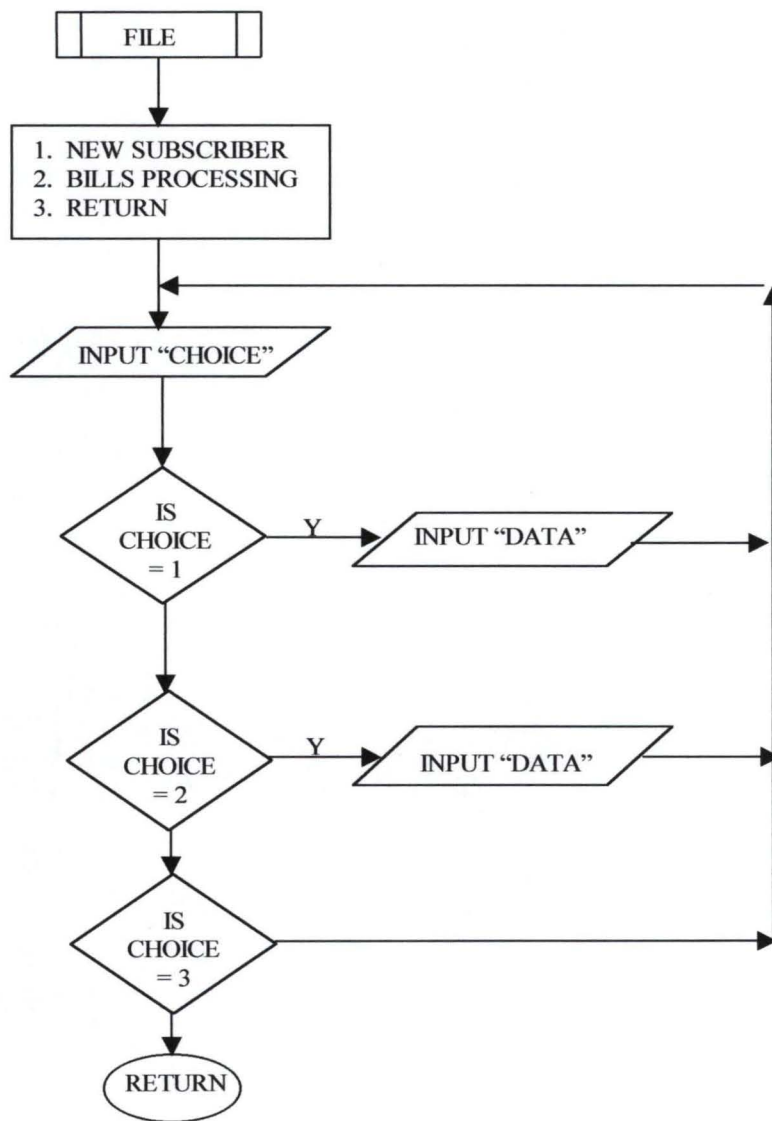 FILE
1. NEW SUBSCRIBER
2. BILLS PROCESSING
3. RETURN
INPUT “CHOICE”
IS
CHOICE
= 1
Y
INPUT “DATA”
IS
CHOICE
= 2
Y
INPUT “DATA”
IS
CHOICE
= 3
RETURN